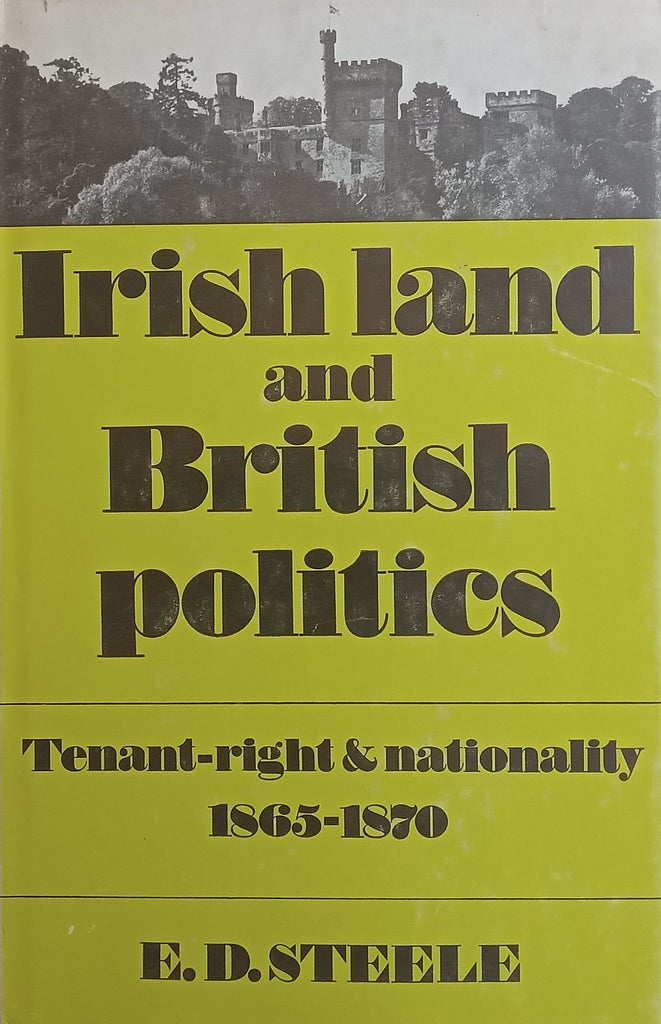 Irish land
and
British
politics
Tenant-right & nationality
1865-1870
E. D. STEELE